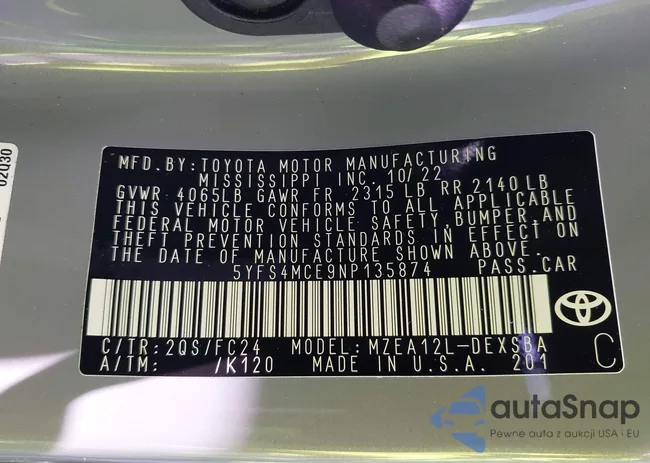 MFD. BY: TOYOTA MOTOR MANUFACTURING
MISSISSIPPI INC. 10/22
GVWR 4065LB GAWR FR 2315 LB RR 2140 LB
THIS VEHICLE CONFORMS TO ALL APPLICABLE
FEDERAL MOTOR VEHICLE SAFETY, BUMPER, AND
THEFT PREVENTION STANDARDS IN EFFECT ON
THE DATE OF MANUFACTURE SHOWN ABOVE.
5YFS4MCE9NP135874 PASS.CAR
C/TR: 2QS/FC24 MODEL: MZEA12L-DEXSBA
A/TM: /K120 MADE IN U.S.A. 201
C
02Q30
autaSnap
Pewne auta z aukcji USA i EU